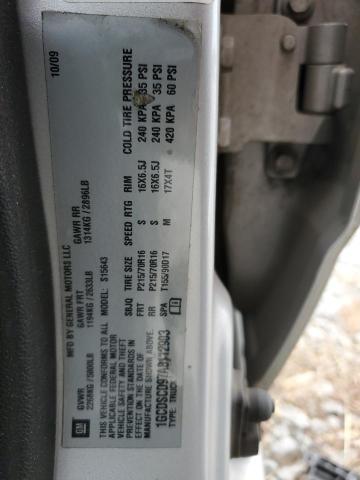 GM
MFD BY GENERAL MOTORS LLC
10/09
GVWR
2268KG / 5000LB
GAWR FRT
1194KG / 2633LB
GAWR RR
1314KG / 2896LB
THIS VEHICLE CONFORMS TO ALL
APPLICABLE FEDERAL MOTOR
VEHICLE SAFETY AND THEFT
PREVENTION STANDARDS IN
EFFECT ON THE DATE OF
MANUFACTURE SHOWN ABOVE.
TYPE: TRUCK
MODEL: S15643
SBJQ TIRE SIZE SPEED RTG RIM COLD TIRE PRESSURE
FRT P215/70R16 S 16X6.5J 240 KPA 35 PSI
RR P215/70R16 S 16X6.5J 240 KPA 35 PSI
SPA T155/90D17 M 17X4T 420 KPA 60 PSI